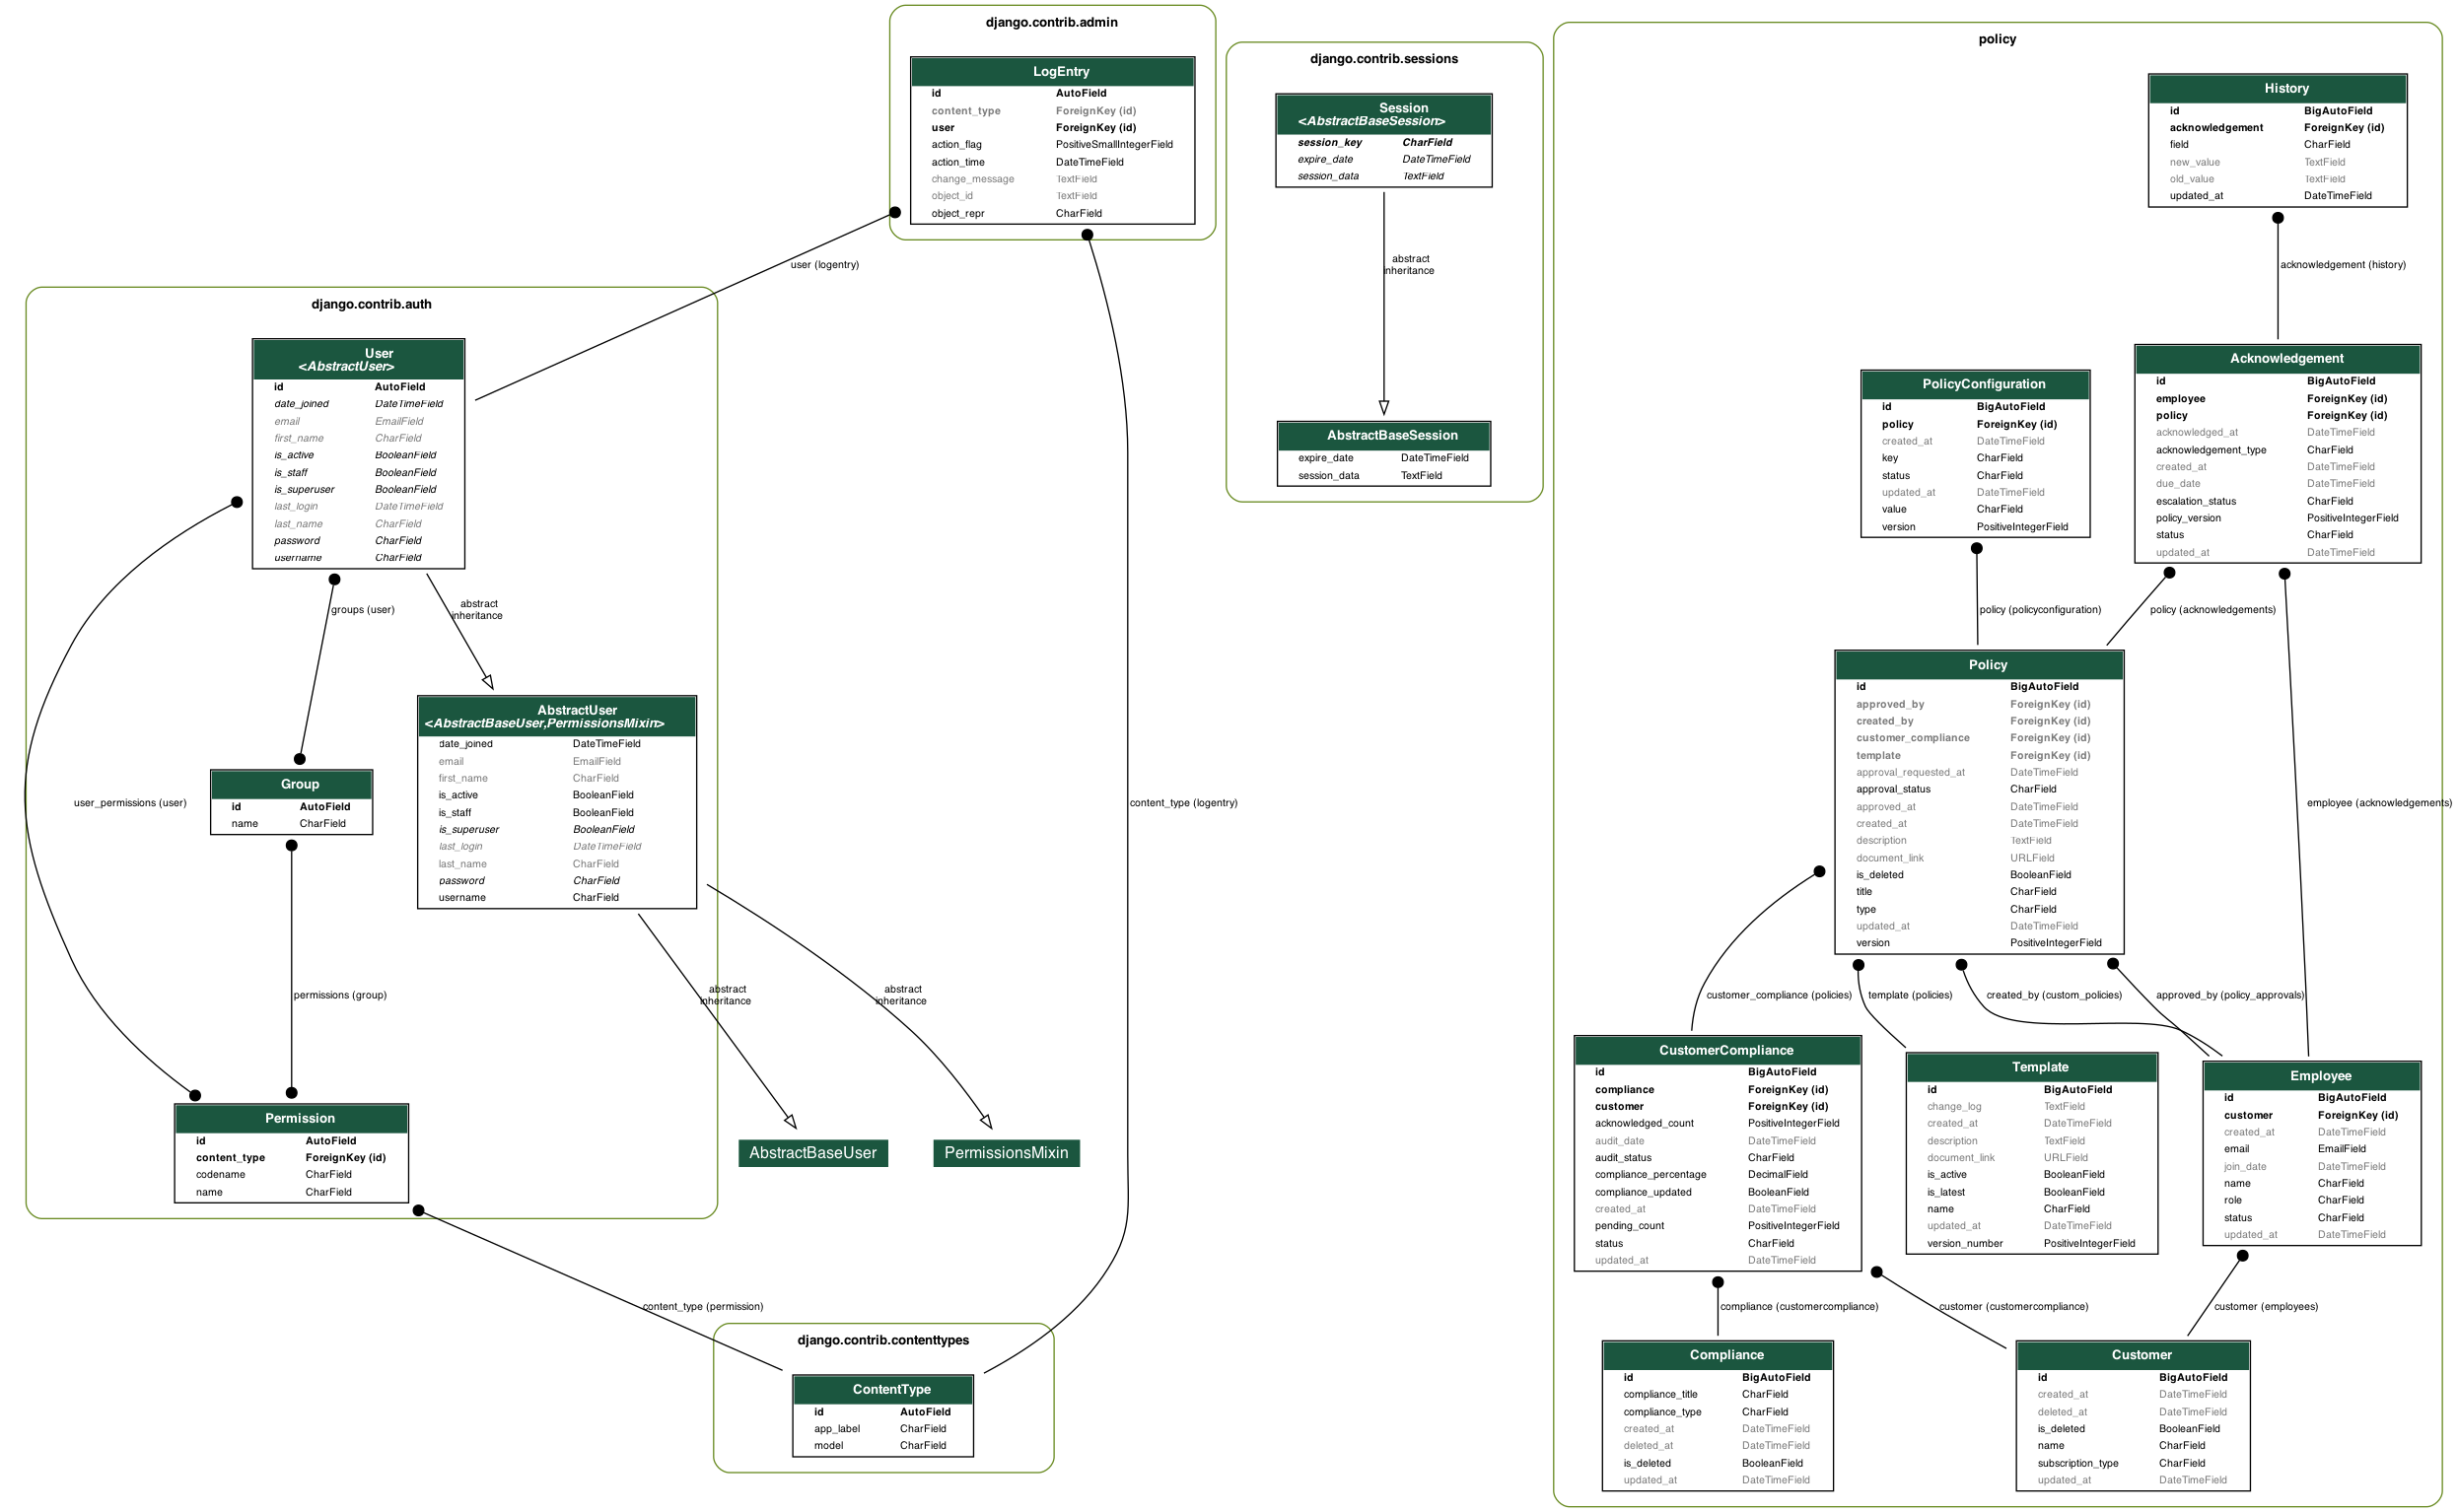 django.contrib.admin
LogEntry
id AutoField
content_type ForeignKey (id)
user ForeignKey (id)
action_flag PositiveSmallIntegerField
action_time DateTimeField
change_message TextField
object_id TextField
object_repr CharField
user (logentry)
content_type (logentry)
django.contrib.sessions
Session
<AbstractBaseSession>
session_key CharField
expire_date DateTimeField
session_data TextField
abstract
inheritance
AbstractBaseSession
expire_date DateTimeField
session_data TextField
django.contrib.auth
User
<AbstractUser>
id AutoField
date_joined DateTimeField
email EmailField
first_name CharField
is_active BooleanField
is_staff BooleanField
is_superuser BooleanField
last_login DateTimeField
last_name CharField
password CharField
username CharField
groups (user)
abstract
inheritance
user_permissions (user)
AbstractUser
<AbstractBaseUser,PermissionsMixin>
date_joined DateTimeField
email EmailField
first_name CharField
is_active BooleanField
is_staff BooleanField
is_superuser BooleanField
last_login DateTimeField
last_name CharField
password CharField
username CharField
Group
id AutoField
name CharField
permissions (group)
abstract
inheritance
abstract
inheritance
AbstractBaseUser
PermissionsMixin
Permission
id AutoField
content_type ForeignKey (id)
codename CharField
name CharField
content_type (permission)
django.contrib.contenttypes
ContentType
id AutoField
app_label CharField
model CharField
policy
History
id BigAutoField
acknowledgement ForeignKey (id)
field CharField
new_value TextField
old_value TextField
updated_at DateTimeField
acknowledgement (history)
PolicyConfiguration
id BigAutoField
policy ForeignKey (id)
created_at DateTimeField
key CharField
status CharField
updated_at DateTimeField
value CharField
version PositiveIntegerField
Acknowledgement
id BigAutoField
employee ForeignKey (id)
policy ForeignKey (id)
acknowledged_at DateTimeField
acknowledgement_type CharField
created_at DateTimeField
due_date DateTimeField
escalation_status CharField
policy_version PositiveIntegerField
status CharField
updated_at DateTimeField
policy (policyconfiguration)
policy (acknowledgements)
employee (acknowledgements)
Policy
id BigAutoField
approved_by ForeignKey (id)
created_by ForeignKey (id)
customer_compliance ForeignKey (id)
template ForeignKey (id)
approval_requested_at DateTimeField
approval_status CharField
approved_at DateTimeField
created_at DateTimeField
description TextField
document_link URLField
is_deleted BooleanField
title CharField
type CharField
updated_at DateTimeField
version PositiveIntegerField
customer_compliance (policies)
template (policies)
created_by (custom_policies)
approved_by (policy_approvals)
CustomerCompliance
id BigAutoField
compliance ForeignKey (id)
customer ForeignKey (id)
acknowledged_count PositiveIntegerField
audit_date DateTimeField
audit_status CharField
compliance_percentage DecimalField
compliance_updated BooleanField
created_at DateTimeField
pending_count PositiveIntegerField
status CharField
updated_at DateTimeField
Template
id BigAutoField
change_log TextField
created_at DateTimeField
description TextField
document_link URLField
is_active BooleanField
is_latest BooleanField
name CharField
updated_at DateTimeField
version_number PositiveIntegerField
Employee
id BigAutoField
customer ForeignKey (id)
created_at DateTimeField
email EmailField
join_date DateTimeField
name CharField
role CharField
status CharField
updated_at DateTimeField
compliance (customercompliance)
customer (customercompliance)
customer (employees)
Compliance
id BigAutoField
compliance_title CharField
compliance_type CharField
created_at DateTimeField
deleted_at DateTimeField
is_deleted BooleanField
updated_at DateTimeField
Customer
id BigAutoField
created_at DateTimeField
deleted_at DateTimeField
is_deleted BooleanField
name CharField
subscription_type CharField
updated_at DateTimeField